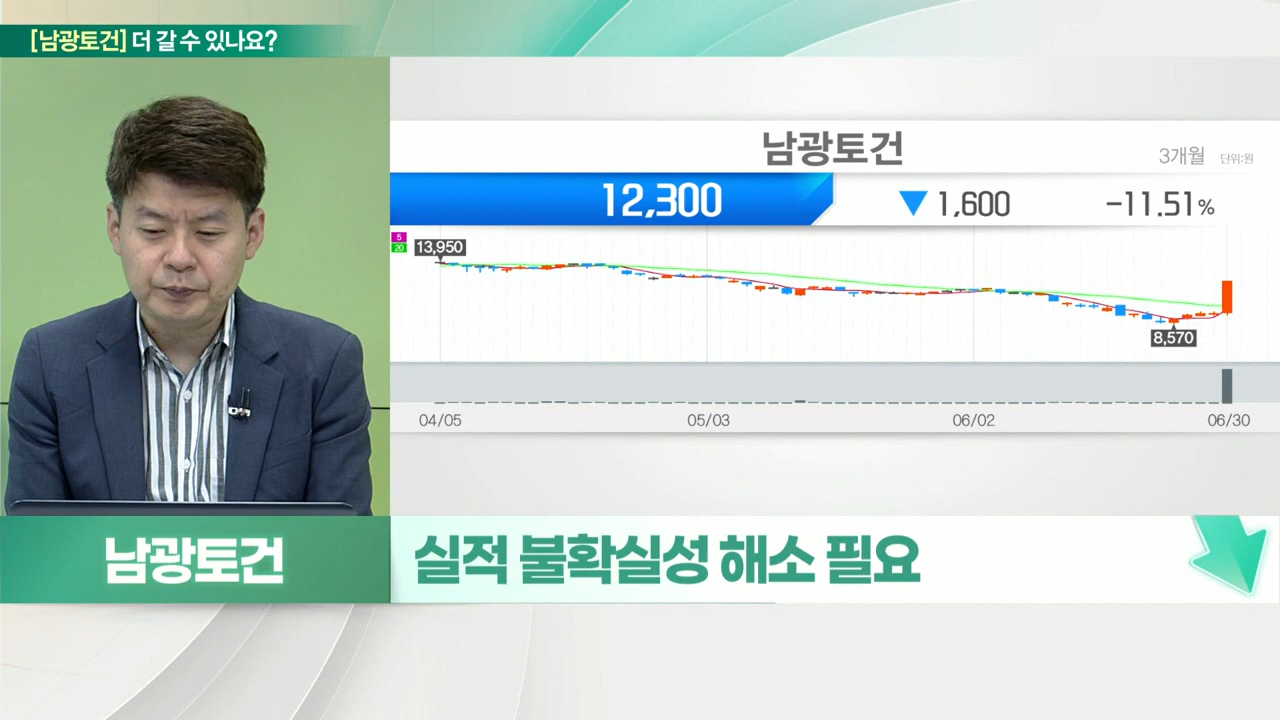 [남광토건] 더 갈 수 있나요?
남광토건
3개월 단위:원
12,300 ▼ 1,600 -11.51%
5
20
13,950
8,570
04/05 05/03 06/02 06/30
남광토건 실적 불확실성 해소 필요